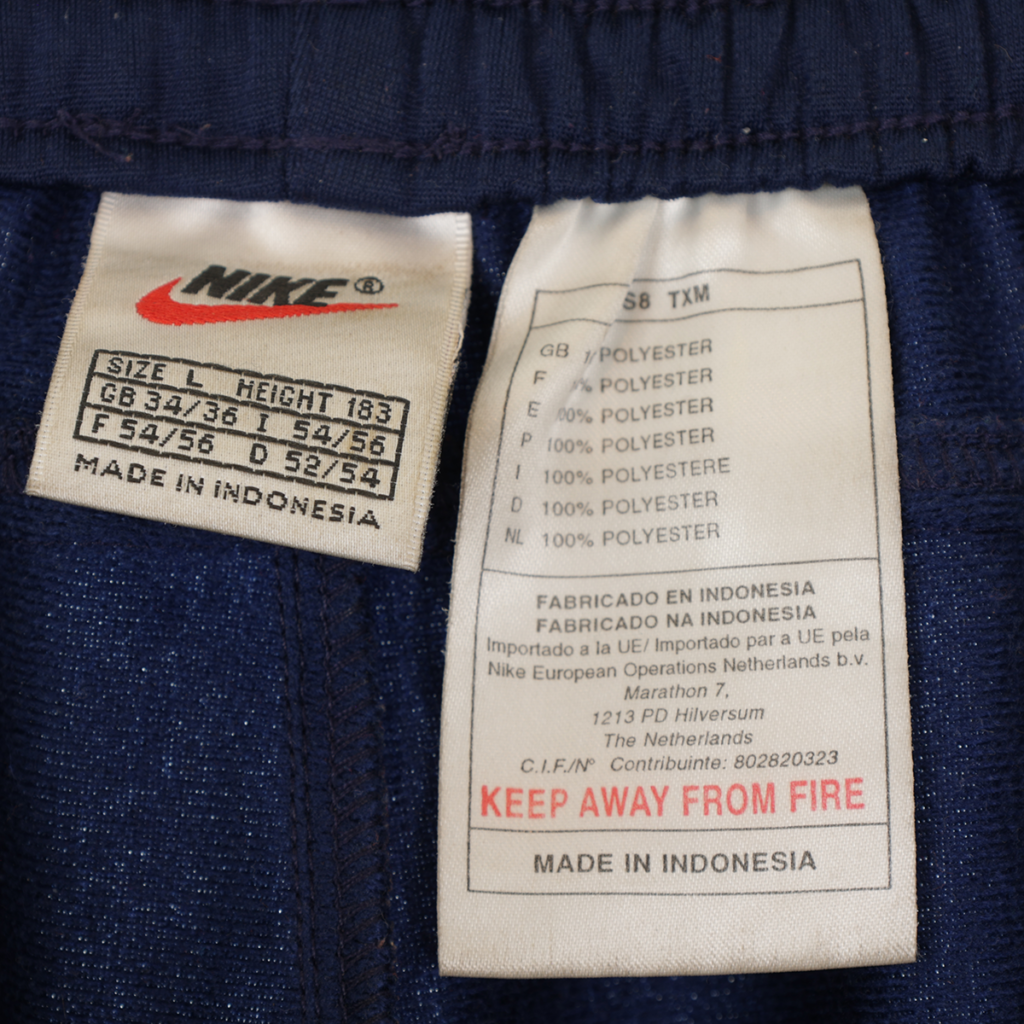 NIKE®
SIZE L HEIGHT 183
GB 34/36 I 54/56
F 54/56 D 52/54
MADE IN INDONESIA
S8 TXM
GB POLYESTER
F % POLYESTER
E 00% POLYESTER
P 100% POLYESTER
I 100% POLYESTERE
D 100% POLYESTER
NL 100% POLYESTER
FABRICADO EN INDONESIA
FABRICADO NA INDONESIA
Importado a la UE/ Importado par a UE pela
Nike European Operations Netherlands b.v.
Marathon 7,
1213 PD Hilversum
The Netherlands
C.I.F./Nº Contribuinte: 802820323
KEEP AWAY FROM FIRE
MADE IN INDONESIA